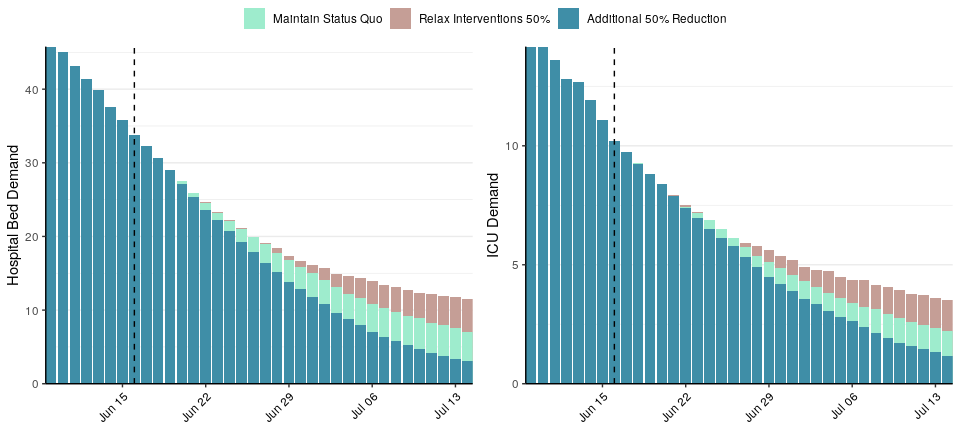 Maintain Status Quo Relax Interventions 50% Additional 50% Reduction
Hospital Bed Demand
40
30
20
10
0
Jun 15 Jun 22 Jun 29 Jul 06 Jul 13
ICU Demand
10
5
0
Jun 15 Jun 22 Jun 29 Jul 06 Jul 13